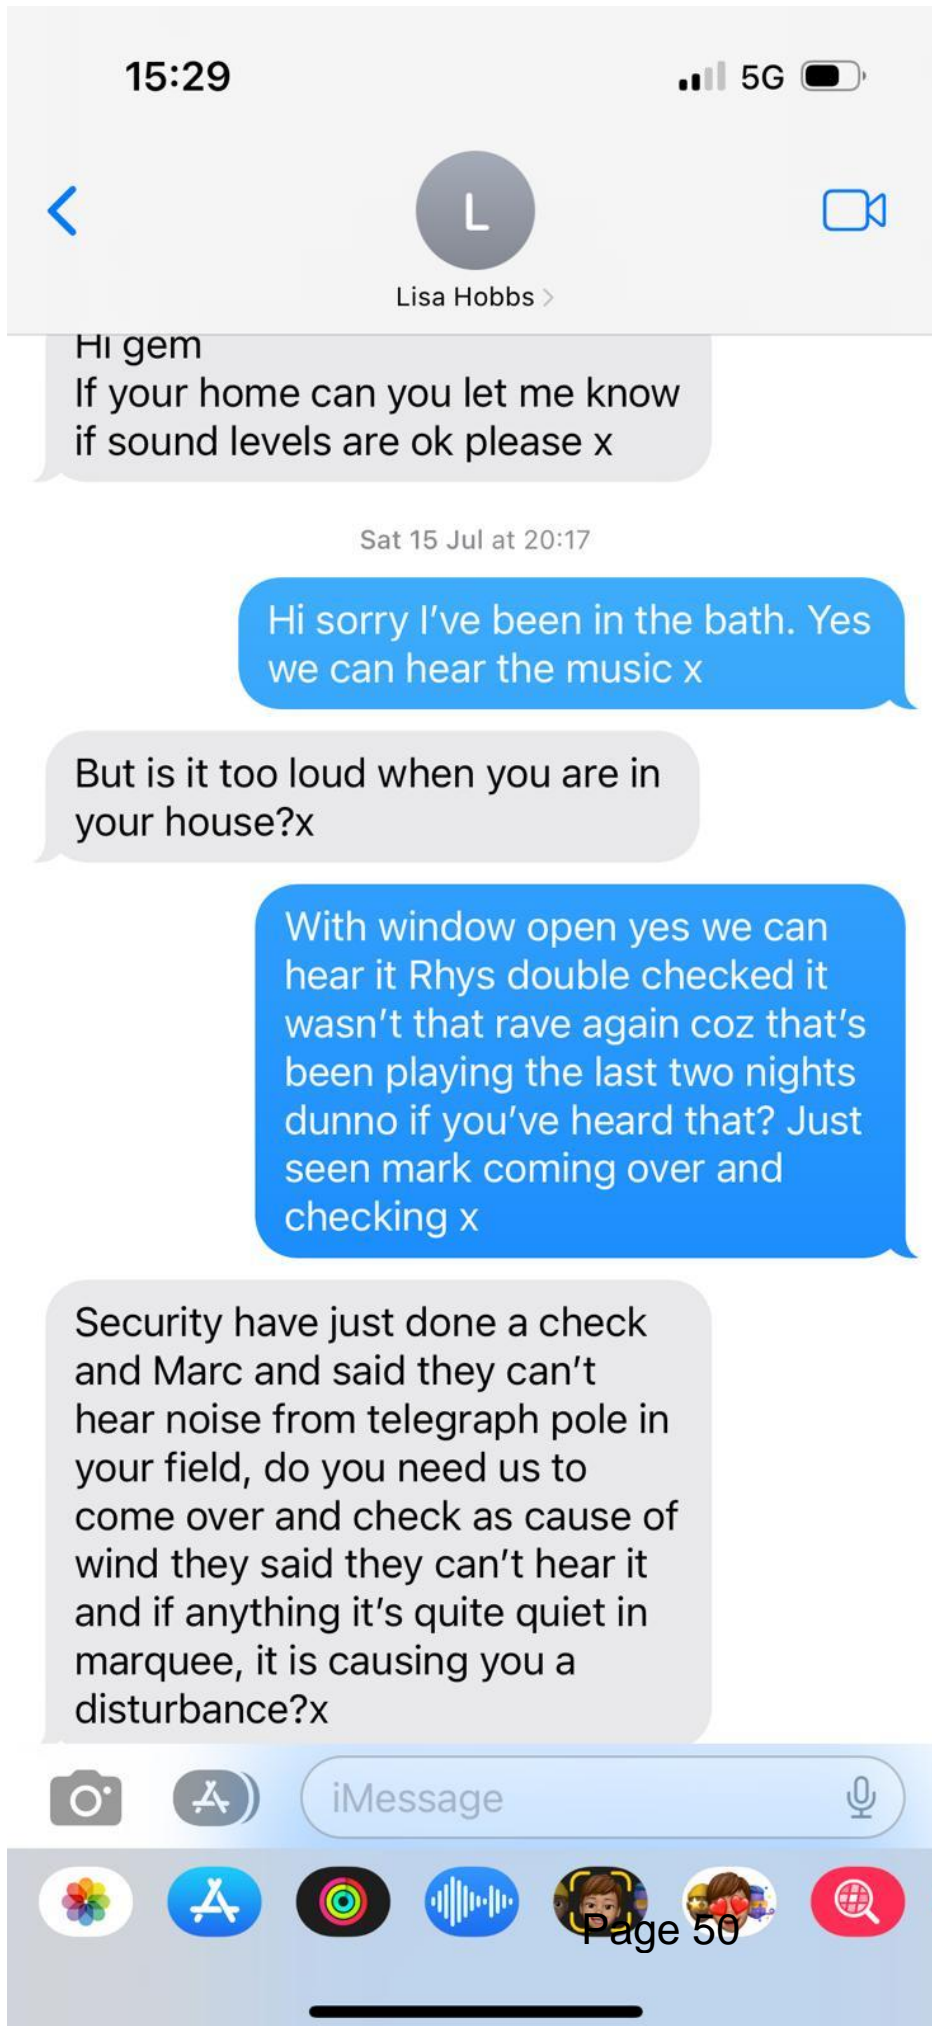 15:29
5G
L
Lisa Hobbs
Hi gem
If your home can you let me know
if sound levels are ok please x
Sat 15 Jul at 20:17
Hi sorry I've been in the bath. Yes
we can hear the music x
But is it too loud when you are in
your house?x
With window open yes we can
hear it Rhys double checked it
wasn't that rave again coz that's
been playing the last two nights
dunno if you've heard that? Just
seen mark coming over and
checking x
Security have just done a check
and Marc and said they can't
hear noise from telegraph pole in
your field, do you need us to
come over and check as cause of
wind they said they can't hear it
and if anything it's quite quiet in
marquee, it is causing you a
disturbance?x
iMessage
Page 50